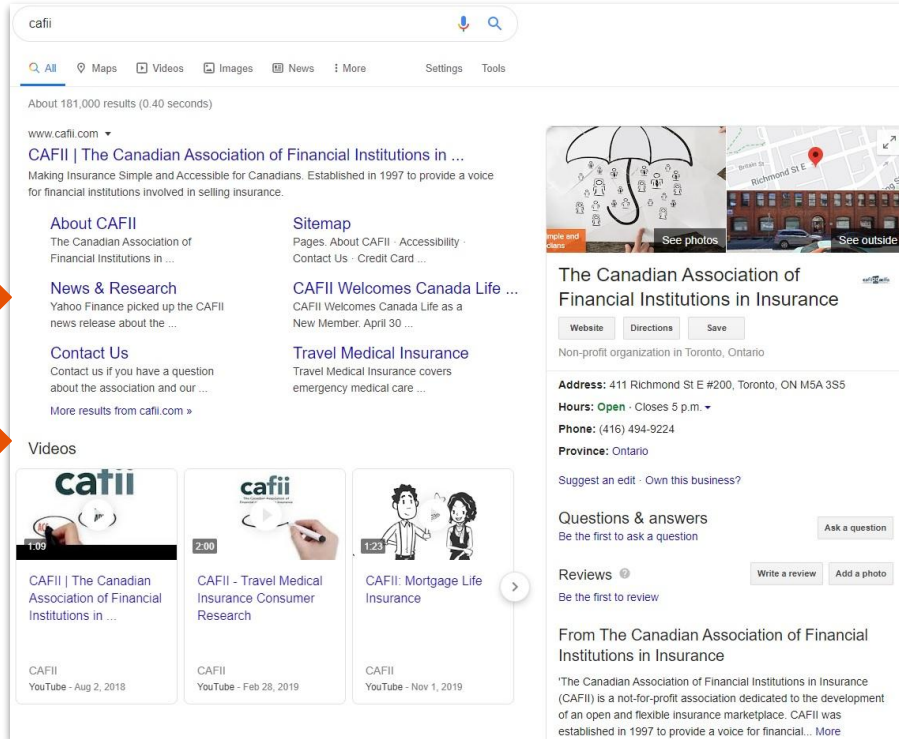 cafii
All
Maps
Videos
Images
News
More
Settings
Tools
About 181,000 results (0.40 seconds)
www.cafii.com
CAFII | The Canadian Association of Financial Institutions in ...
Making Insurance Simple and Accessible for Canadians. Established in 1997 to provide a voice
for financial institutions involved in selling insurance.
About CAFII
The Canadian Association of
Financial Institutions in ...
Sitemap
Pages. About CAFII · Accessibility ·
Contact Us · Credit Card ...
News & Research
Yahoo Finance picked up the CAFII
news release about the ...
CAFII Welcomes Canada Life ...
CAFII Welcomes Canada Life as a
New Member. April 30 ...
Contact Us
Contact us if you have a question
about the association and our ...
Travel Medical Insurance
Travel Medical Insurance covers
emergency medical care ...
More results from cafii.com »
Videos
cafii
1:09
CAFII | The Canadian
Association of Financial
Institutions in ...
CAFII
YouTube - Aug 2, 2018
cafii
2:00
CAFII - Travel Medical
Insurance Consumer
Research
CAFII
YouTube - Feb 28, 2019
1:23
CAFII: Mortgage Life
Insurance
CAFII
YouTube - Nov 1, 2019
See photos
Richmond St E
See outside
The Canadian Association of
Financial Institutions in Insurance
Website
Directions
Save
Non-profit organization in Toronto, Ontario
Address: 411 Richmond St E #200, Toronto, ON M5A 3S5
Hours: Open · Closes 5 p.m.
Phone: (416) 494-9224
Province: Ontario
Suggest an edit · Own this business?
Questions & answers
Be the first to ask a question
Ask a question
Reviews
Write a review
Add a photo
Be the first to review
From The Canadian Association of Financial
Institutions in Insurance
'The Canadian Association of Financial Institutions in Insurance
(CAFII) is a not-for-profit association dedicated to the development
of an open and flexible insurance marketplace. CAFII was
established in 1997 to provide a voice for financial... More